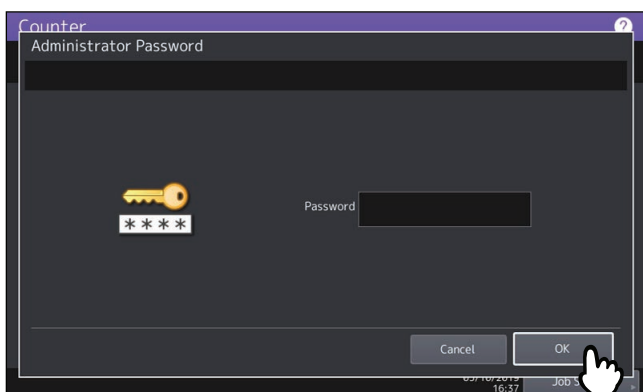 Counter
?
Administrator Password
****
Password
Cancel
OK
16:37
Job S